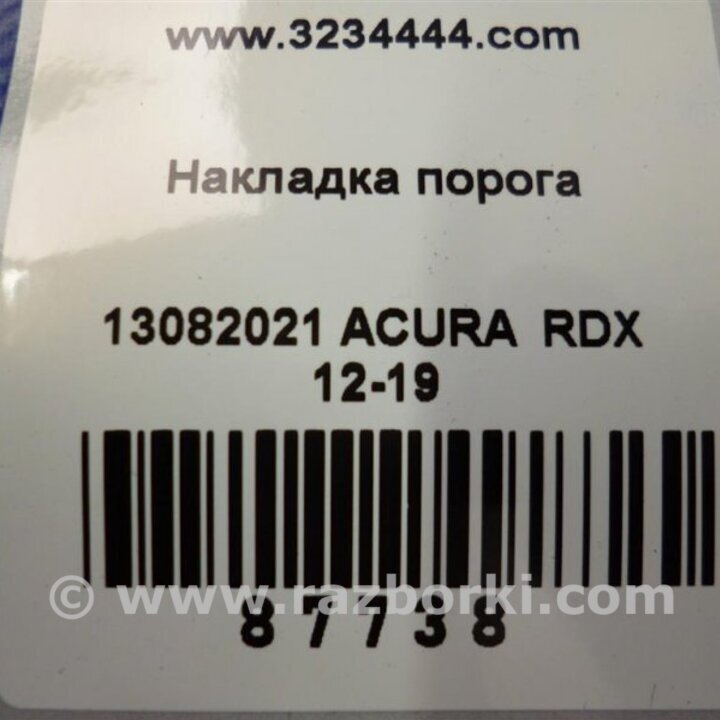 www.3234444.com
Накладка порога
13082021 ACURA RDX
12-19
© www.razborki.com
87738